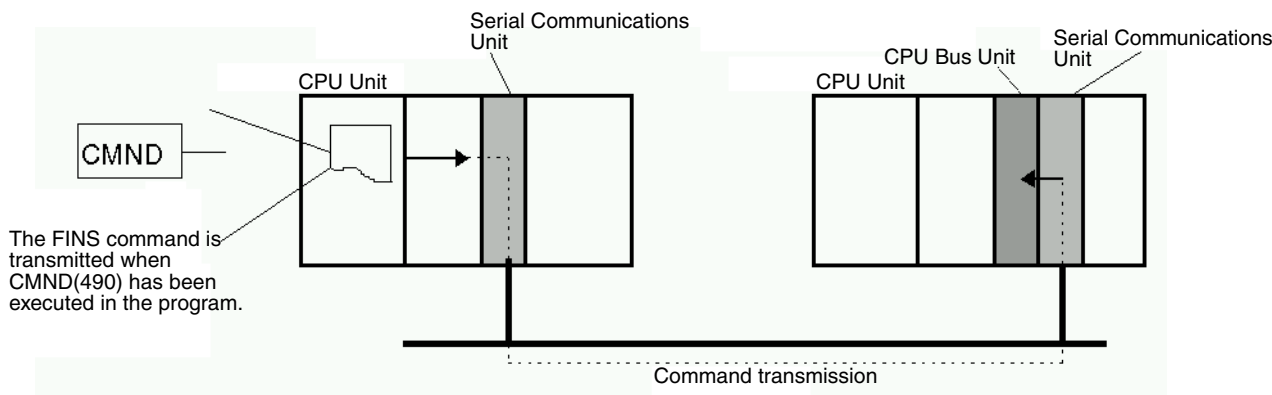 Serial Communications
Unit
CPU Unit
CMND
The FINS command is
transmitted when
CMND(490) has been
executed in the program.
CPU Unit
CPU Bus Unit
Serial Communications
Unit
Command transmission